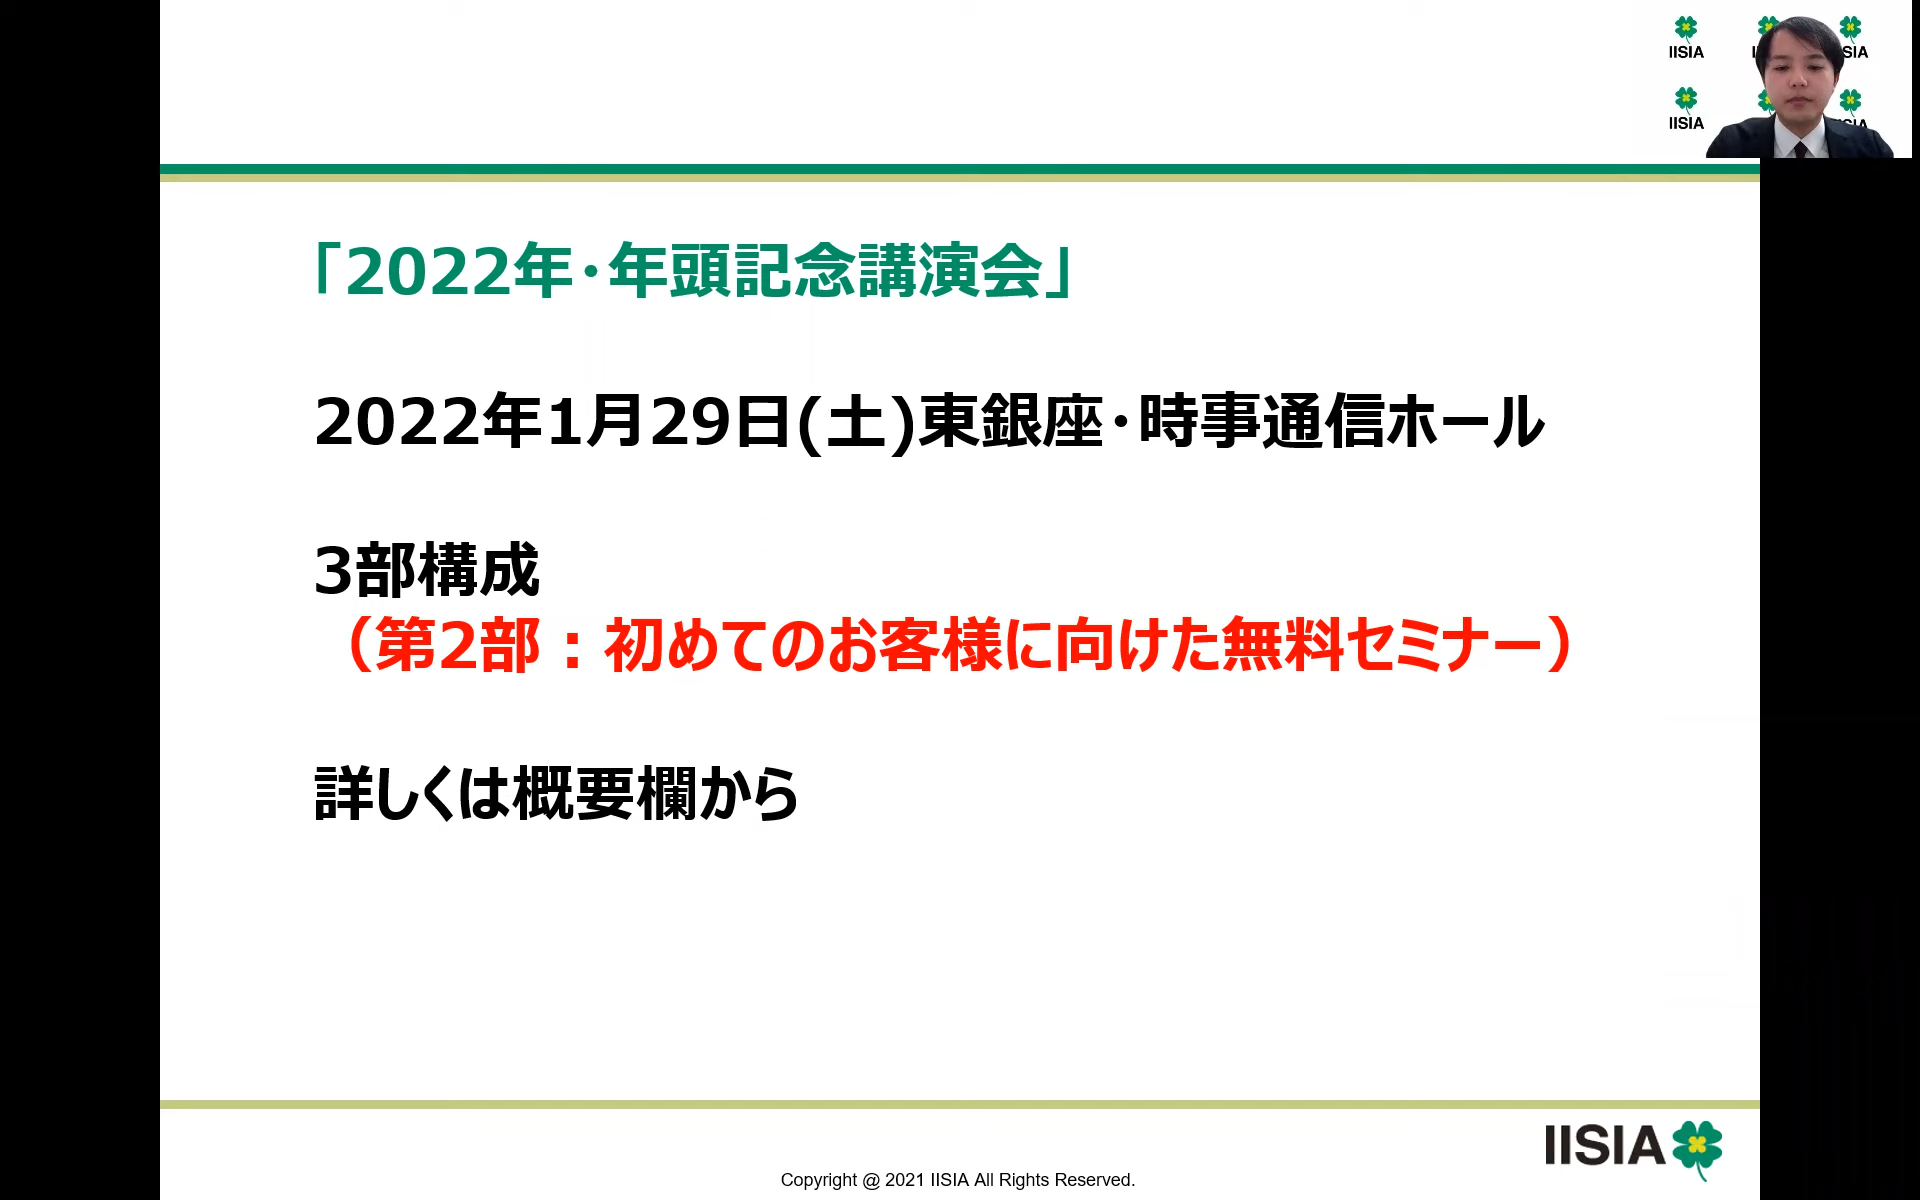 IISIA
IISIA
IISIA
「2022年・年頭記念講演会」
2022年1月29日(土)東銀座・時事通信ホール
3部構成
（第2部：初めてのお客様に向けた無料セミナー）
詳しくは概要欄から
IISIA
Copyright @ 2021 IISIA All Rights Reserved.